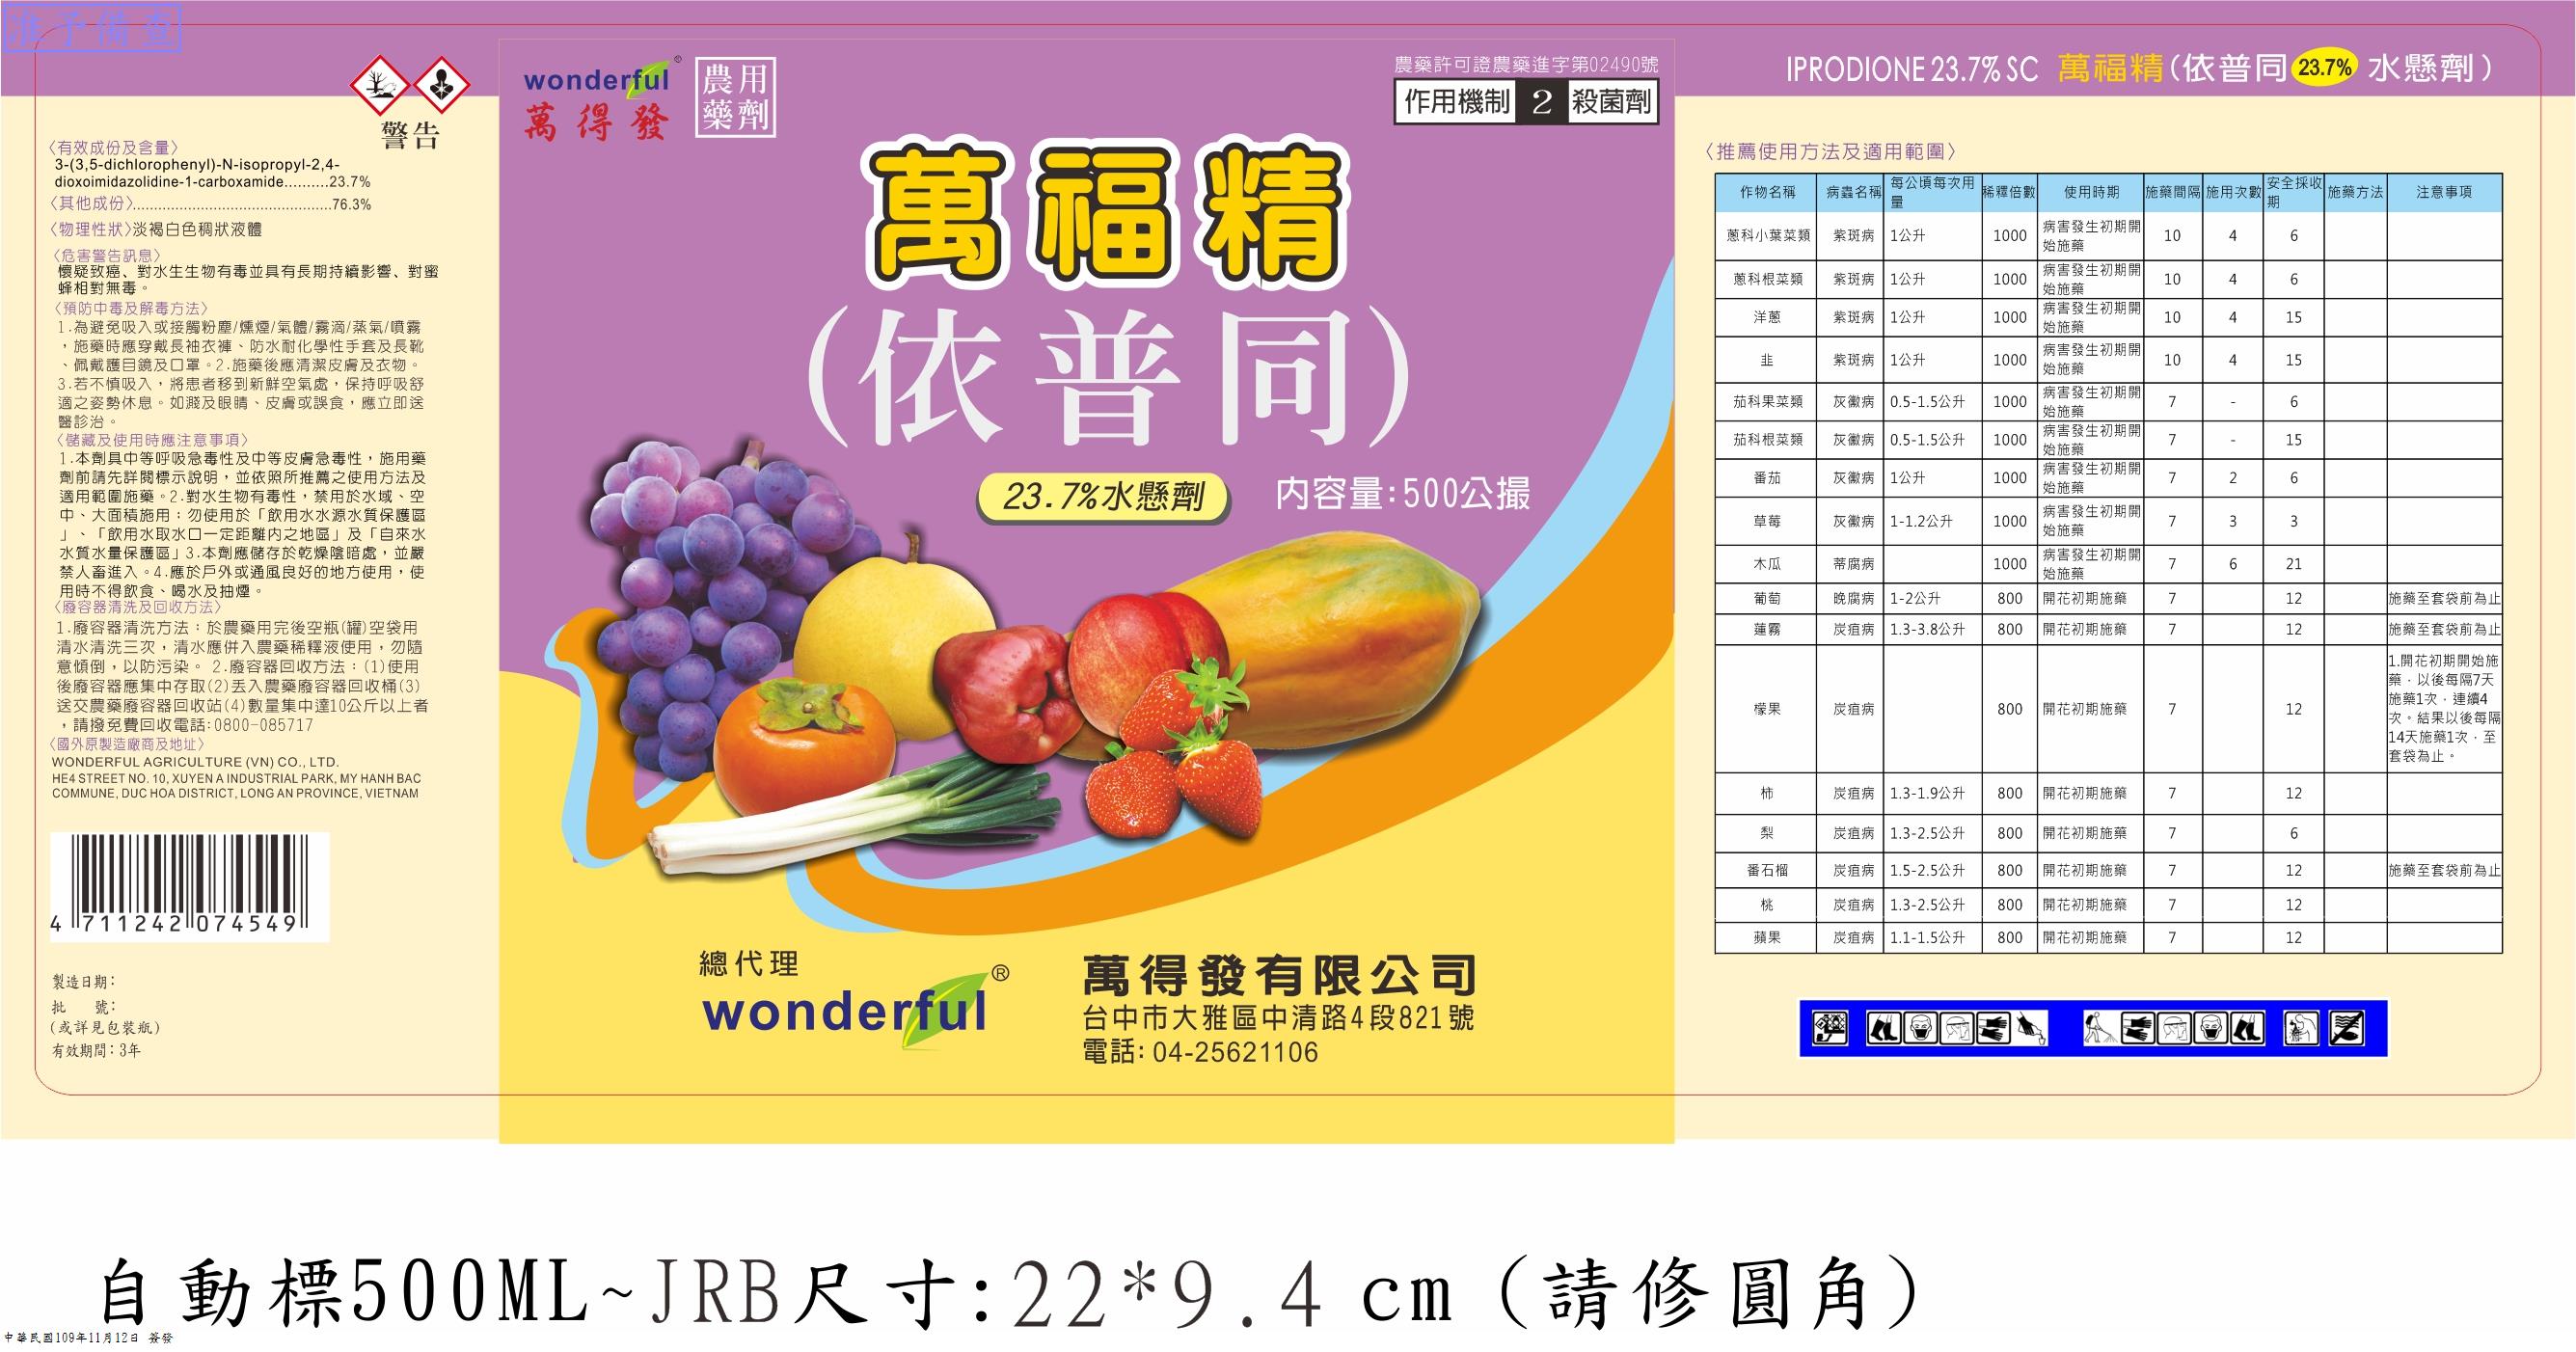 准予備查
警告
〈有效成份及含量〉
3-(3,5-dichlorophenyl)-N-isopropyl-2,4-
dioxoimidazolidine-1-carboxamide..........23.7%
〈其他成份〉............................................76.3%
〈物理性狀〉淡褐白色稠狀液體
〈危害警告訊息〉
懷疑致癌、對水生生物有毒並具有長期持續影響、對蜜
蜂相對無毒。
〈預防中毒及解毒方法〉
1.為避免吸入或接觸粉塵/燻煙/氣體/霧滴/蒸氣/噴霧
，施藥時應穿戴長袖衣褲、防水耐化學性手套及長靴
、佩戴護目鏡及口罩。2.施藥後應清潔皮膚及衣物。
3.若不慎吸入，將患者移到新鮮空氣處，保持呼吸舒
適之姿勢休息。如濺及眼睛、皮膚或誤食，應立即送
醫診治。
〈儲藏及使用時應注意事項〉
1.本劑具中等呼吸急毒性及中等皮膚急毒性，施用藥
劑前請先詳閱標示說明，並依照所推薦之使用方法及
適用範圍施藥。2.對水生物有毒性，禁用於水域、空
中、大面積施用；勿使用於「飲用水水源水質保護區
」、「飲用水取水口一定距離內之地區」及「自來水
水質水量保護區」3.本劑應儲存於乾燥陰暗處，並嚴
禁人畜進入。4.應於戶外或通風良好的地方使用，使
用時不得飲食、喝水及抽煙。
〈廢容器清洗及回收方法〉
1.廢容器清洗方法：於農藥用完後空瓶(罐)空袋用
清水清洗三次，清水應併入農藥稀釋液使用，勿隨
意傾倒，以防污染。 2.廢容器回收方法：(1)使用
後廢容器應集中存取(2)丟入農藥廢容器回收桶(3)
送交農藥廢容器回收站(4)數量集中達10公斤以上者
，請撥免費回收電話:0800-085717
〈國外原製造廠商及地址〉
WONDERFUL AGRICULTURE (VN) CO., LTD.
HE4 STREET NO. 10, XUYEN A INDUSTRIAL PARK, MY HANH BAC
COMMUNE, DUC HOA DISTRICT, LONG AN PROVINCE, VIETNAM
4 711242 074549
製造日期：
批　號：
(或詳見包裝瓶)
有效期間：3年
wonderful®
萬得發
農用
藥劑
農藥許可證農藥進字第02490號
作用機制 2 殺菌劑
萬福精
(依普同)
23.7%水懸劑
內容量:500公撮
總代理
wonderful®
萬得發有限公司
台中市大雅區中清路4段821號
電話: 04-25621106
IPRODIONE 23.7% SC 萬福精(依普同23.7%水懸劑)
〈推薦使用方法及適用範圍〉
作物名稱 病蟲名稱 每公頃每次用量 稀釋倍數 使用時期 施藥間隔 施用次數 安全採收期 施藥方法 注意事項
蔥科小葉菜類 紫斑病 1公升 1000 病害發生初期開始施藥 10 4 6
蔥科根菜類 紫斑病 1公升 1000 病害發生初期開始施藥 10 4 6
洋蔥 紫斑病 1公升 1000 病害發生初期開始施藥 10 4 15
韭 紫斑病 1公升 1000 病害發生初期開始施藥 10 4 15
茄科果菜類 灰黴病 0.5-1.5公升 1000 病害發生初期開始施藥 7 - 6
茄科根菜類 灰黴病 0.5-1.5公升 1000 病害發生初期開始施藥 7 - 15
番茄 灰黴病 1公升 1000 病害發生初期開始施藥 7 2 6
草莓 灰黴病 1-1.2公升 1000 病害發生初期開始施藥 7 3 3
木瓜 蒂腐病 1000 病害發生初期開始施藥 7 6 21
葡萄 晚腐病 1-2公升 800 開花初期施藥 7 12 施藥至套袋前為止
蓮霧 炭疽病 1.3-3.8公升 800 開花初期施藥 7 12 施藥至套袋前為止
檬果 炭疽病 800 開花初期施藥 7 12 1.開花初期開始施藥，以後每隔7天施藥1次，連續4次。結果以後每隔14天施藥1次，至套袋為止。
柿 炭疽病 1.3-1.9公升 800 開花初期施藥 7 12
梨 炭疽病 1.3-2.5公升 800 開花初期施藥 7 6
番石榴 炭疽病 1.5-2.5公升 800 開花初期施藥 7 12 施藥至套袋前為止
桃 炭疽病 1.3-2.5公升 800 開花初期施藥 7 12
蘋果 炭疽病 1.1-1.5公升 800 開花初期施藥 7 12
自動標500ML~JRB尺寸:22*9.4 cm (請修圓角)
中華民國109年11月12日 簽發